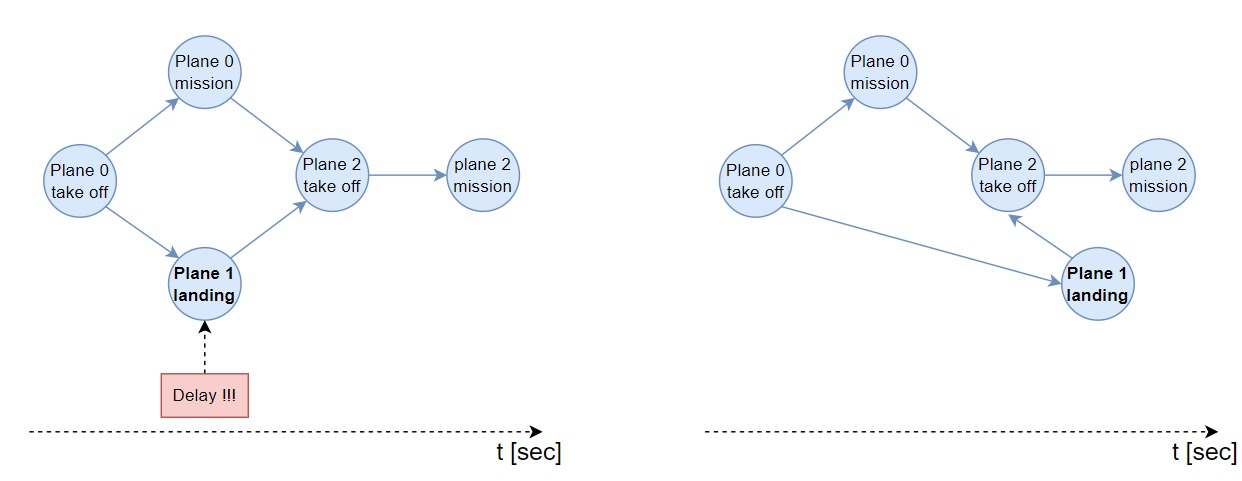 Plane 0
mission
Plane 0
take off
Plane 2
take off
plane 2
mission
Plane 1
landing
Delay !!!
t [sec]
Plane 0
mission
Plane 0
take off
Plane 2
take off
plane 2
mission
Plane 1
landing
t [sec]